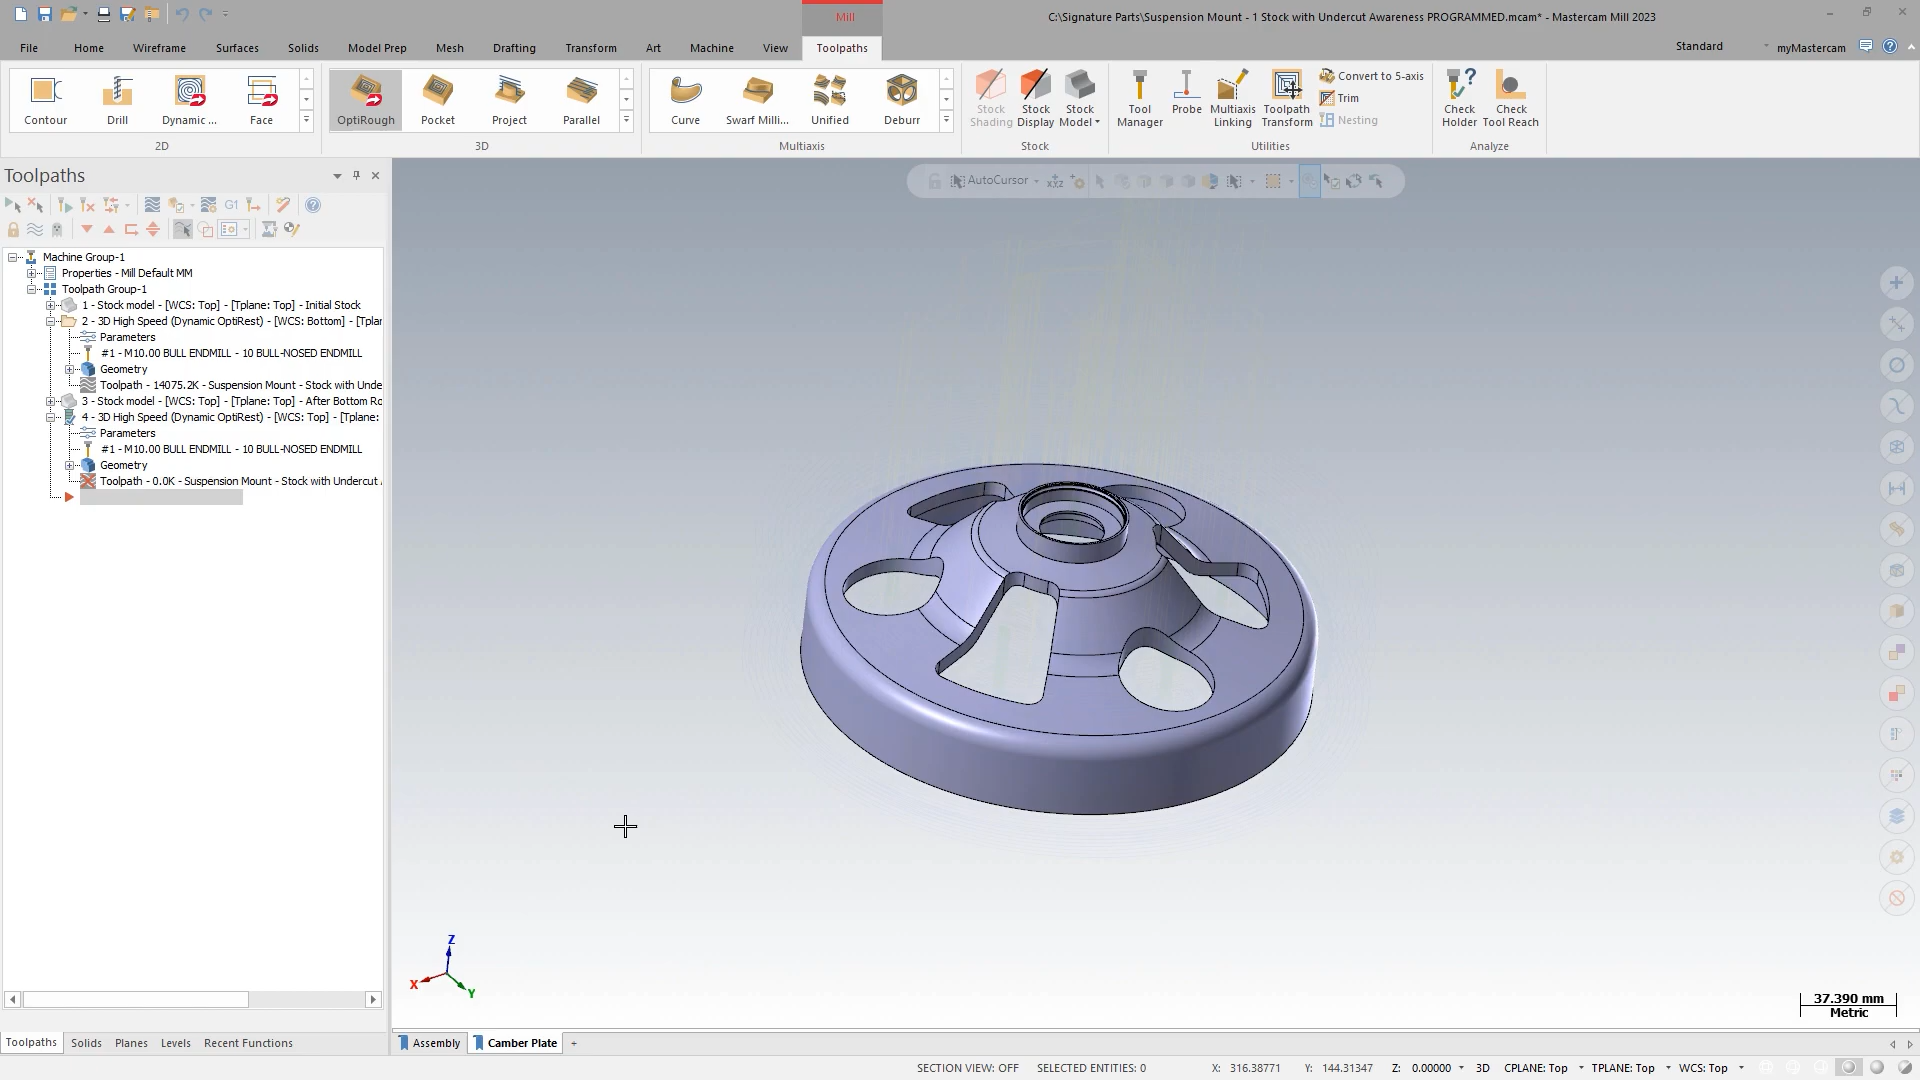 Mill
C:\Signature Parts\Suspension Mount - 1 Stock with Undercut Awareness PROGRAMMED.mcam* - Mastercam Mill 2023
File Home Wireframe Surfaces Solids Model Prep Mesh Drafting Transform Art Machine View Toolpaths
Standard myMastercam
Contour Drill Dynamic ... Face
2D
OptiRough Pocket Project Parallel
3D
Curve Swarf Milli... Unified Deburr
Multiaxis
Stock Shading
Stock Display
Stock Model
Stock
Tool Manager
Probe
Multiaxis Linking
Toolpath Transform
Convert to 5-axis
Trim
Nesting
Utilities
Check Holder
Check Tool Reach
Analyze
Toolpaths
G1
AutoCursor
XYZ
Machine Group-1
Properties - Mill Default MM
Toolpath Group-1
1 - Stock model - [WCS: Top] - [Tplane: Top] - Initial Stock
2 - 3D High Speed (Dynamic OptiRest) - [WCS: Bottom] - [Tplar
Parameters
#1 - M10.00 BULL ENDMILL - 10 BULL-NOSED ENDMILL
Geometry
Toolpath - 14075.2K - Suspension Mount - Stock with Unde
3 - Stock model - [WCS: Top] - [Tplane: Top] - After Bottom Ro
4 - 3D High Speed (Dynamic OptiRest) - [WCS: Top] - [Tplane:
Parameters
#1 - M10.00 BULL ENDMILL - 10 BULL-NOSED ENDMILL
Geometry
Toolpath - 0.0K - Suspension Mount - Stock with Undercut
Z
X
Y
37.390 mm
Metric
Toolpaths Solids Planes Levels Recent Functions
Assembly Camber Plate +
SECTION VIEW: OFF SELECTED ENTITIES: 0 X: 316.38771 Y: 144.31347 Z: 0.00000 3D CPLANE: Top TPLANE: Top WCS: Top